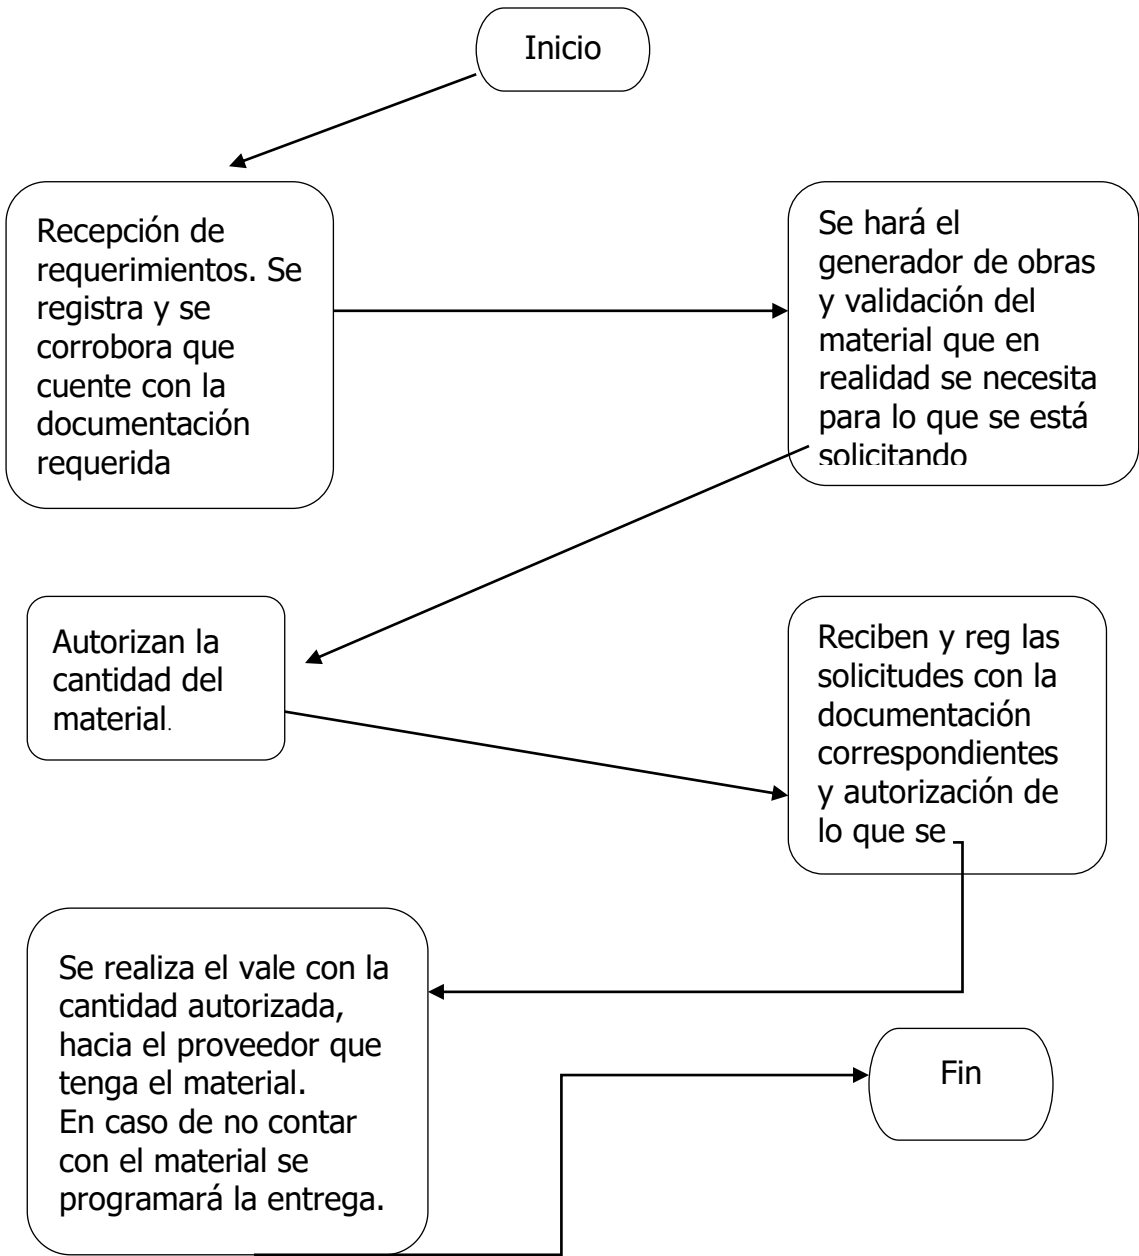 Inicio
Recepción de
requerimientos. Se
registra y se
corrobora que
cuente con la
documentación
requerida
Se hará el
generador de obras
y validación del
material que en
realidad se necesita
para lo que se está
solicitando
Autorizan la
cantidad del
material.
Reciben y reg las
solicitudes con la
documentación
correspondientes
y autorización de
lo que se
Se realiza el vale con la
cantidad autorizada,
hacia el proveedor que
tenga el material.
En caso de no contar
con el material se
programará la entrega.
Fin